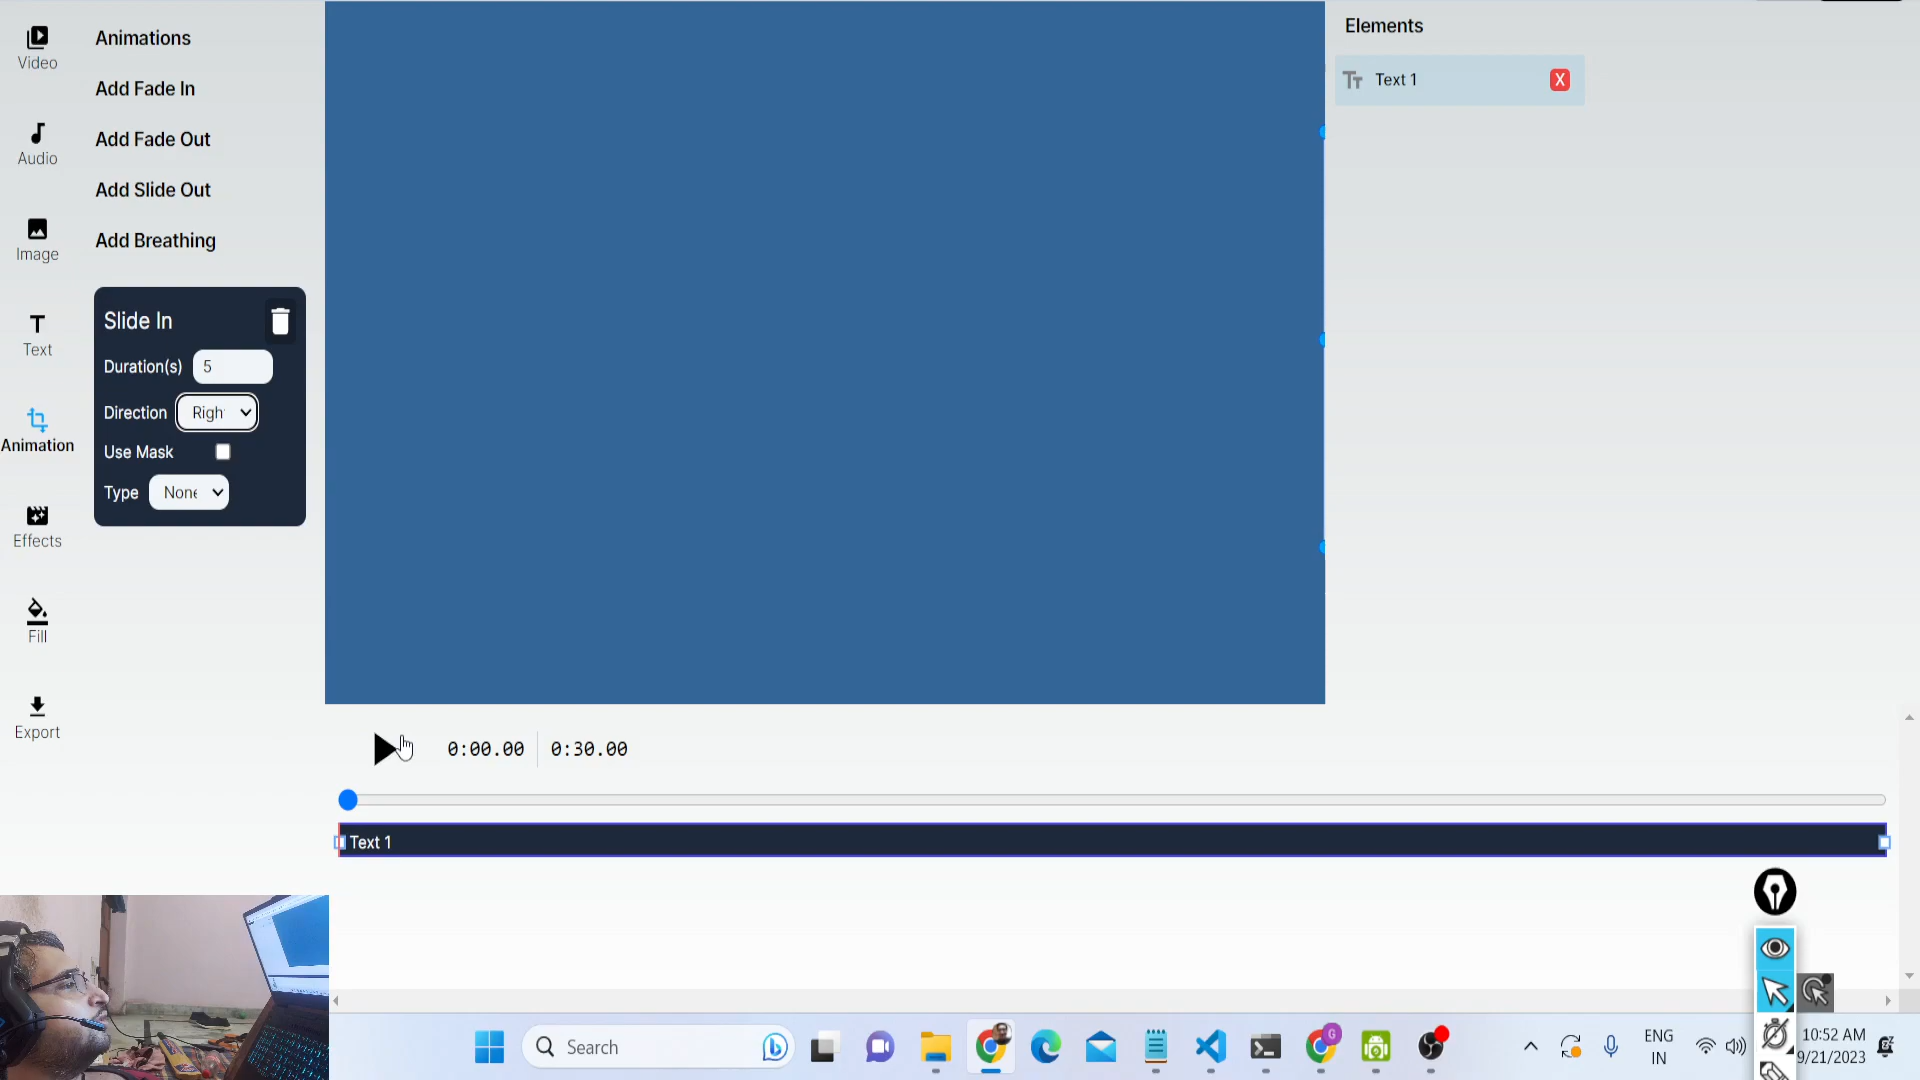 Video
Audio
Image
Text
Animation
Effects
Fill
Export
Animations
Add Fade In
Add Fade Out
Add Slide Out
Add Breathing
Slide In
Duration(s) 5
Direction Righ
Use Mask
Type None
Elements
Text 1 X
0:00.00 0:30.00
Text 1
Search
G
ENG
IN
10:52 AM
9/21/2023